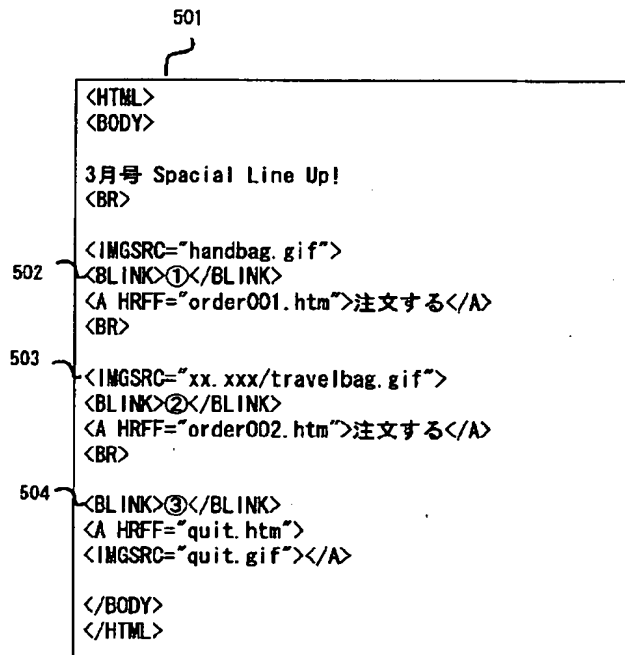 501
<HTML>
<BODY>
3月号 Spacial Line Up!
<BR>
<IMGSRC="handbag.gif">
502
<BLINK>①</BLINK>
<A HRFF="order001.htm">注文する</A>
<BR>
503
<IMGSRC="xx.xxx/travelbag.gif">
<BLINK>②</BLINK>
<A HRFF="order002.htm">注文する</A>
<BR>
504
<BLINK>③</BLINK>
<A HRFF="quit.htm">
<IMGSRC="quit.gif"></A>
</BODY>
</HTML>